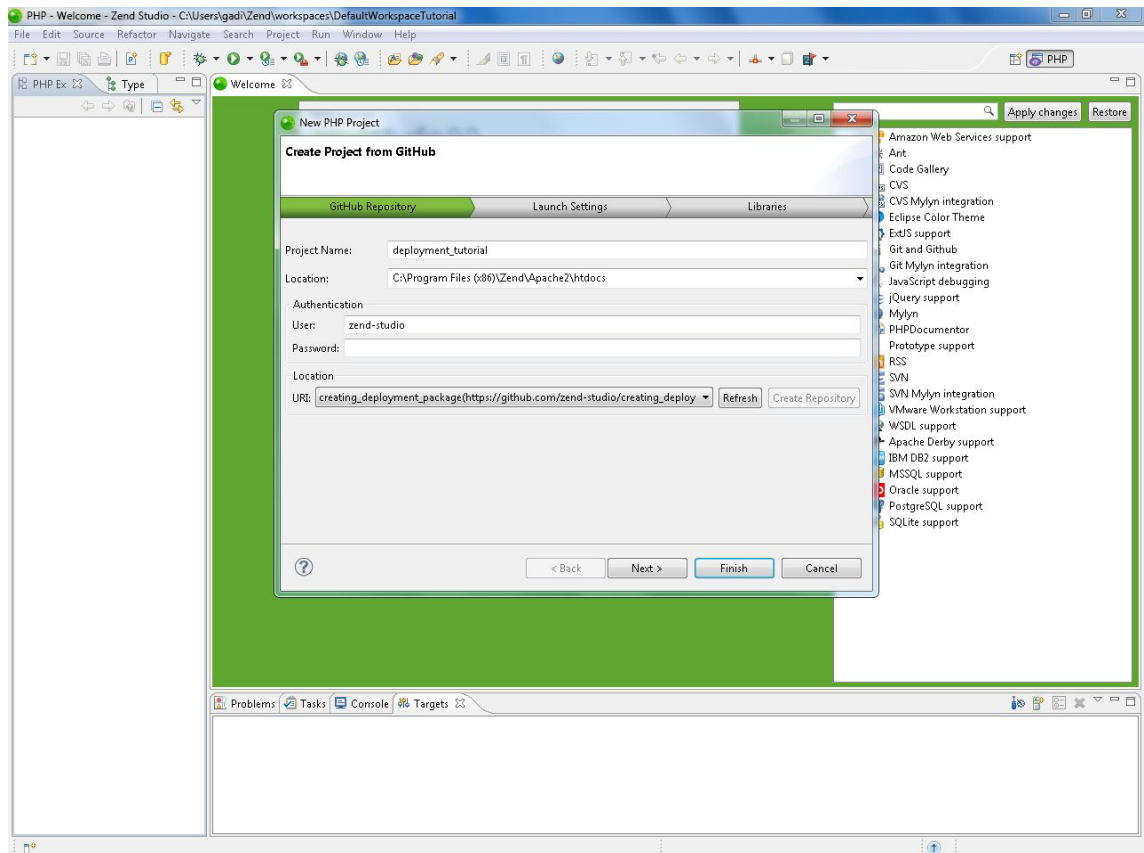 PHP - Welcome - Zend Studio - C:\Users\gadi\Zend\workspaces\DefaultWorkspaceTutorial
File Edit Source Refactor Navigate Search Project Run Window Help
PHP
PHP Ex Type
Welcome
Apply changes Restore
New PHP Project
Create Project from GitHub
GitHub Repository Launch Settings Libraries
Project Name: deployment_tutorial
Location: C:\Program Files (x86)\Zend\Apache2\htdocs
Authentication
User: zend-studio
Password:
Location
URI: creating_deployment_package(https://github.com/zend-studio/creating_deploy Refresh Create Repository
< Back Next > Finish Cancel
Amazon Web Services support
Ant
Code Gallery
CVS
CVS Mylyn integration
Eclipse Color Theme
ExtJS support
Git and Github
Git Mylyn integration
JavaScript debugging
jQuery support
Mylyn
PHPDocumentor
Prototype support
RSS
SVN
SVN Mylyn integration
VMware Workstation support
WSDL support
Apache Derby support
IBM DB2 support
MSSQL support
Oracle support
PostgreSQL support
SQLite support
Problems Tasks Console Targets